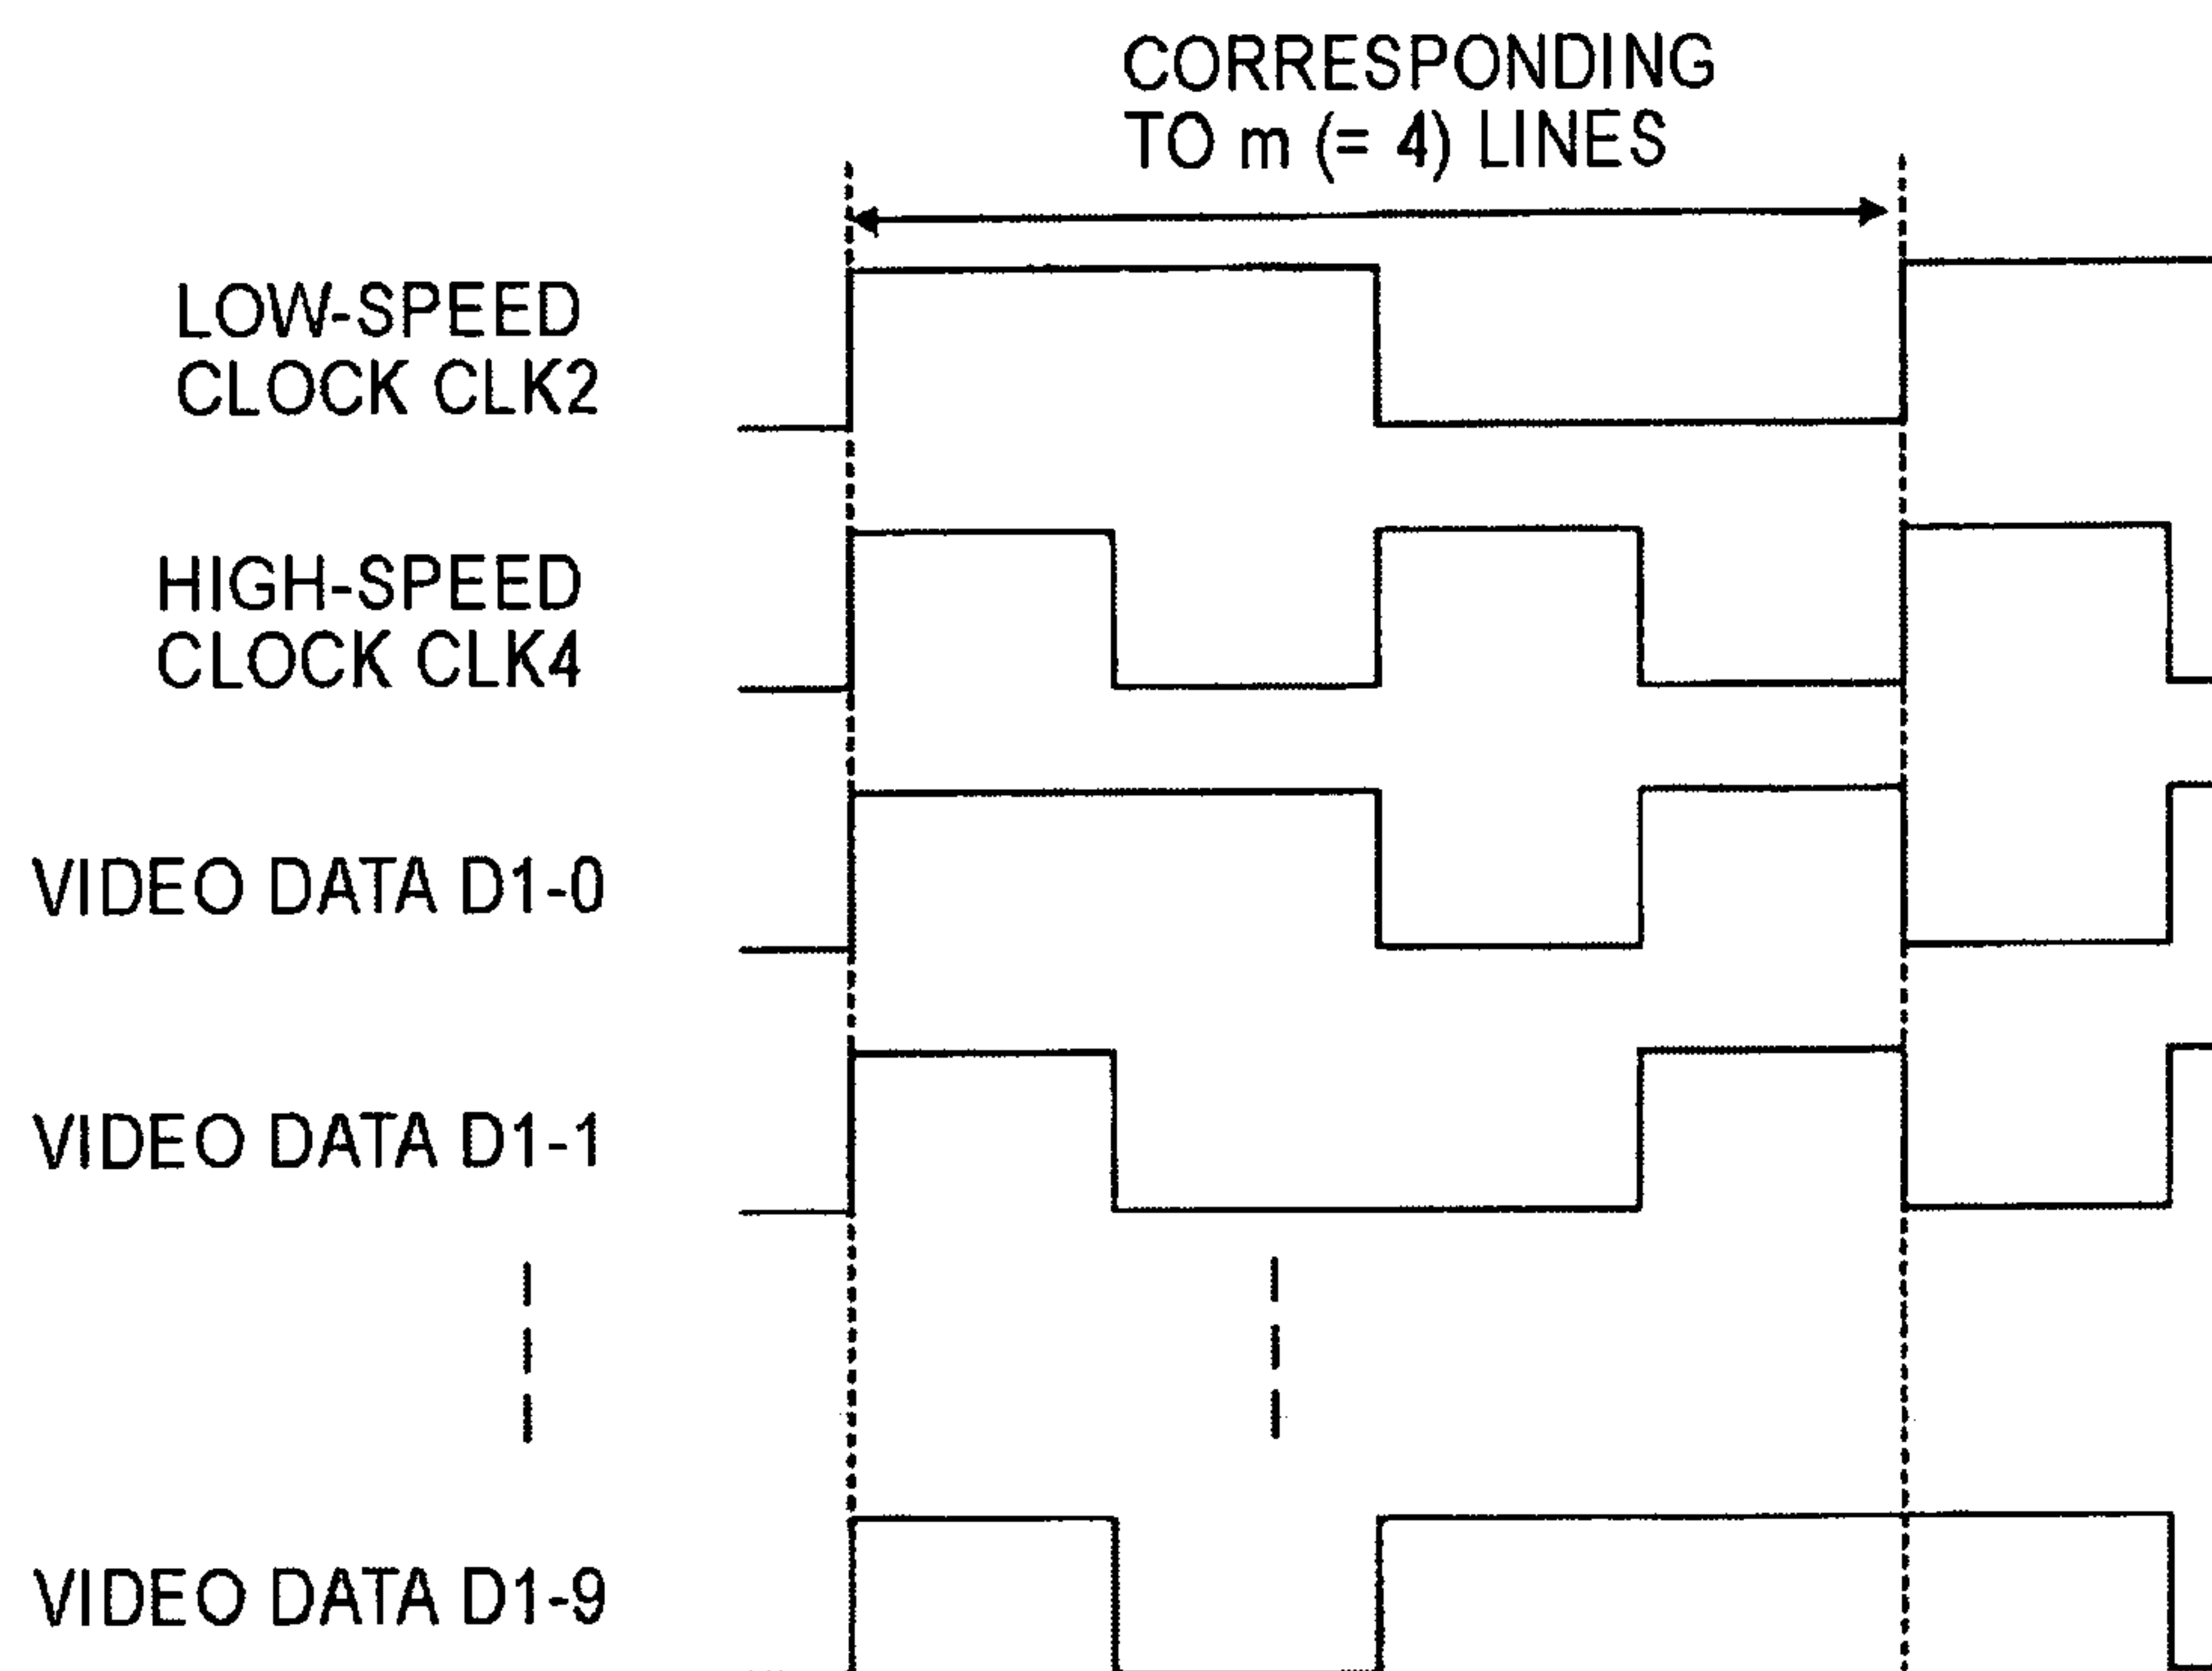 CORRESPONDING
TO m (= 4) LINES
LOW-SPEED
CLOCK CLK2
HIGH-SPEED
CLOCK CLK4
VIDEO DATA D1-0
VIDEO DATA D1-1
VIDEO DATA D1-9